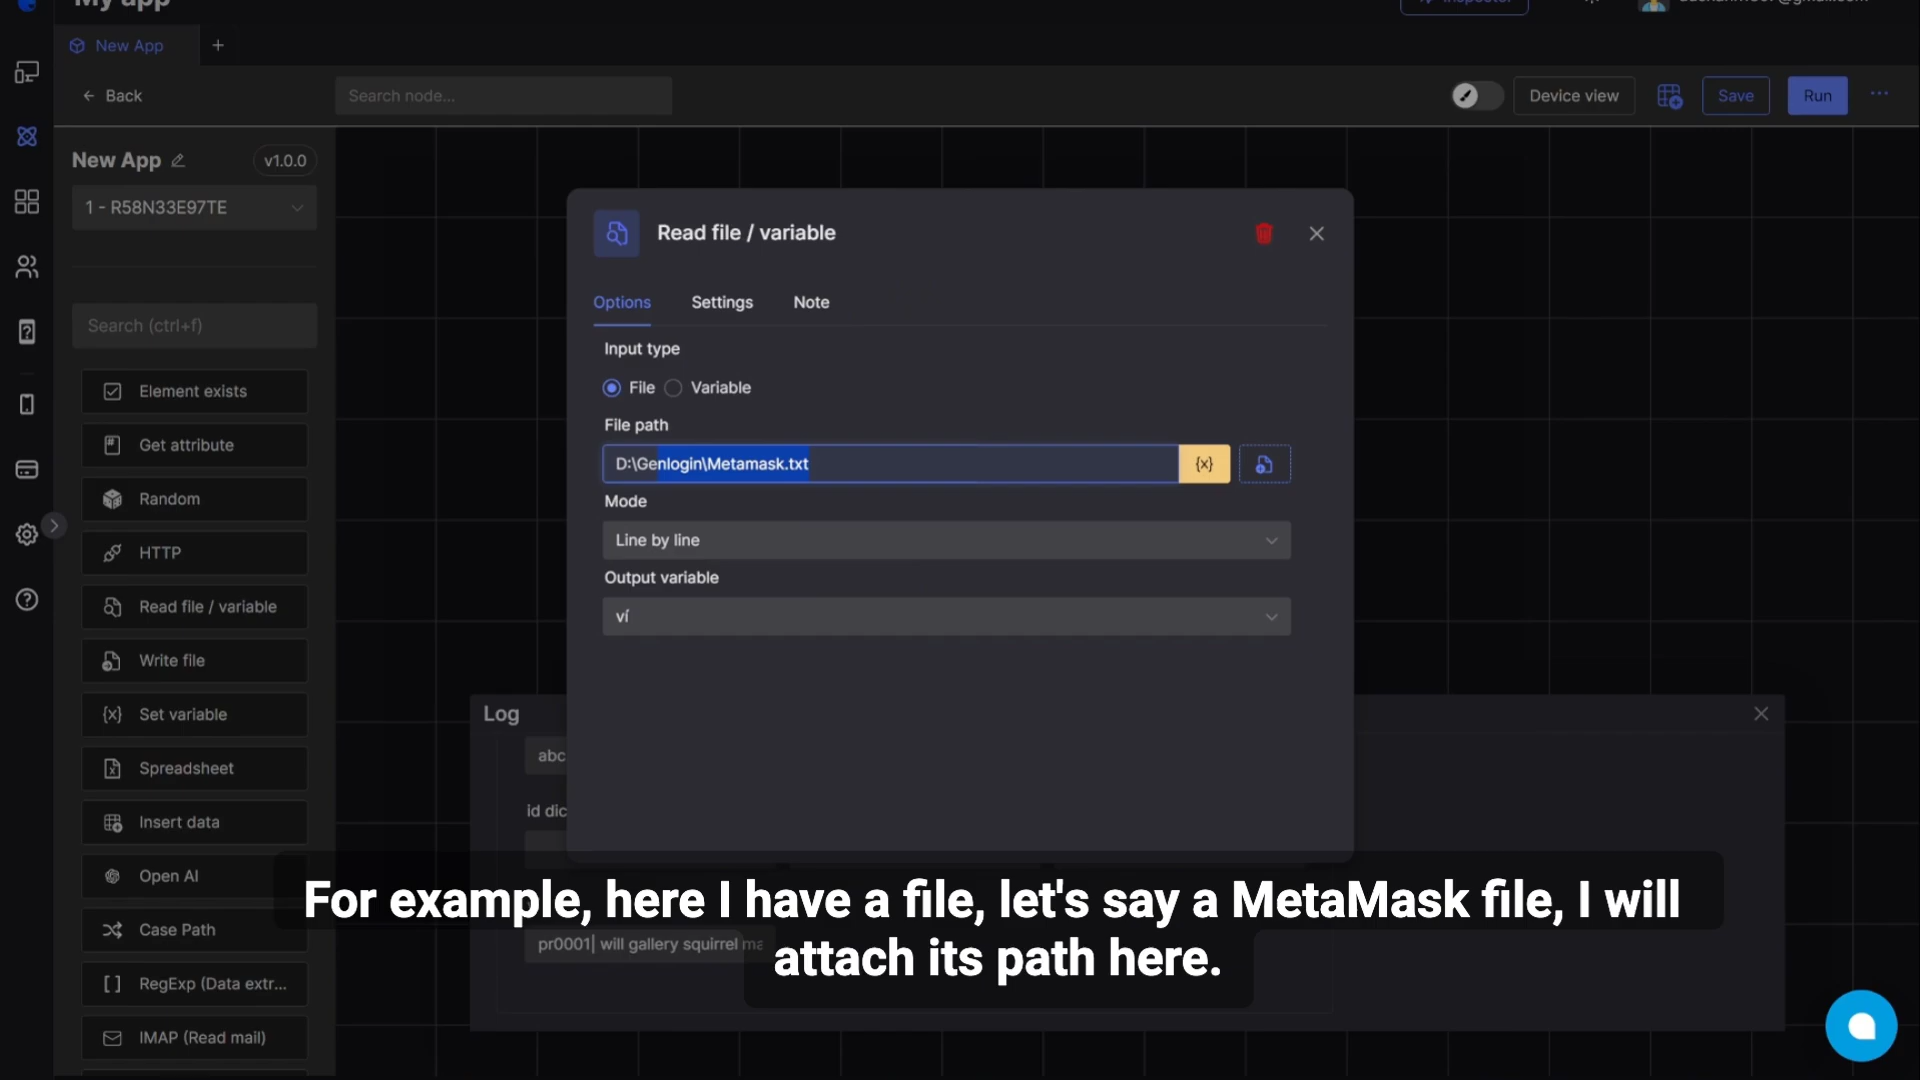 My app
Inspector
New App
+
Back
Search node...
Device view
Save
Run
New App
v1.0.0
1 - R58N33E97TE
Search (ctrl+f)
Element exists
Get attribute
Random
HTTP
Read file / variable
Write file
{x} Set variable
Spreadsheet
Insert data
Open AI
Case Path
[ ] RegExp (Data extr...
IMAP (Read mail)
Read file / variable
Options
Settings
Note
Input type
File
Variable
File path
D:\Genlogin\Metamask.txt
{x}
Mode
Line by line
Output variable
ví
Log
abc
id dic
pr0001| will gallery squirrel ma
For example, here I have a file, let's say a MetaMask file, I will
attach its path here.